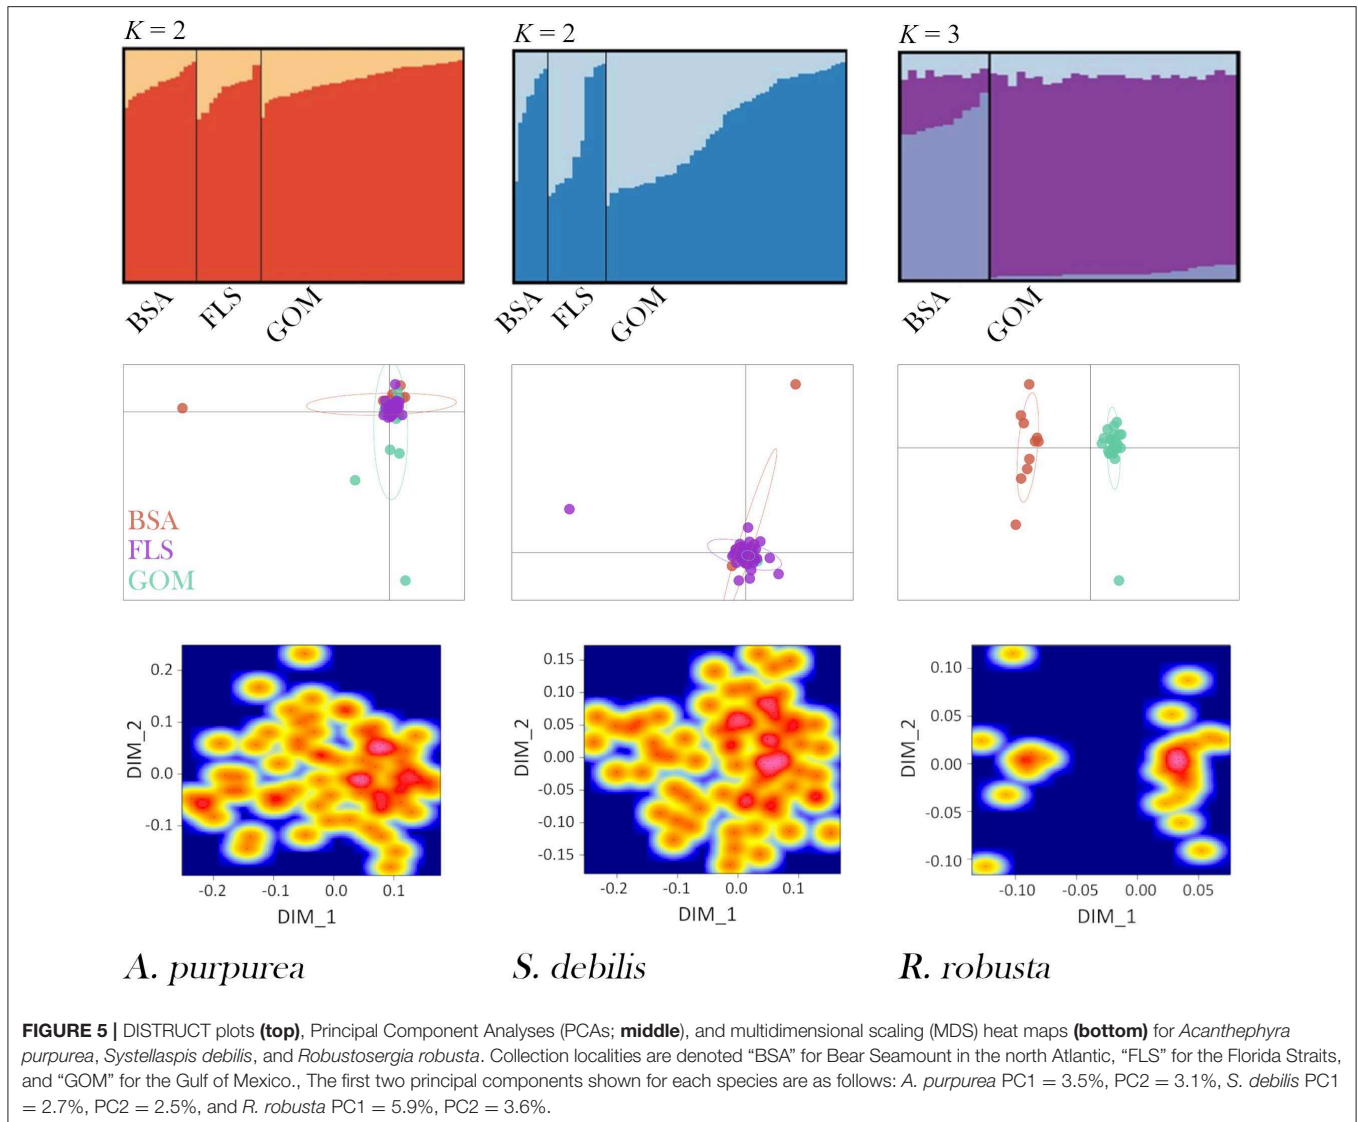 K = 2
K = 2
K = 3
BSA
FLS
GOM
BSA
FLS
GOM
BSA
GOM
BSA
FLS
GOM
0.2
0.1
0.0
-0.1
DIM_2
-0.2
-0.1
0.0
0.1
DIM_1
0.15
0.10
0.05
0.00
-0.05
-0.10
-0.15
DIM_2
-0.2
-0.1
0.0
0.1
DIM_1
0.10
0.05
0.00
-0.05
-0.10
DIM_2
-0.10
-0.05
0.00
0.05
DIM_1
A. purpurea
S. debilis
R. robusta
FIGURE 5 | DISTRUCT plots (top), Principal Component Analyses (PCAs; middle), and multidimensional scaling (MDS) heat maps (bottom) for Acanthephyra
purpurea, Systellaspis debilis, and Robustosergia robusta. Collection localities are denoted “BSA” for Bear Seamount in the north Atlantic, “FLS” for the Florida Straits,
and “GOM” for the Gulf of Mexico., The first two principal components shown for each species are as follows: A. purpurea PC1 = 3.5%, PC2 = 3.1%, S. debilis PC1
= 2.7%, PC2 = 2.5%, and R. robusta PC1 = 5.9%, PC2 = 3.6%.